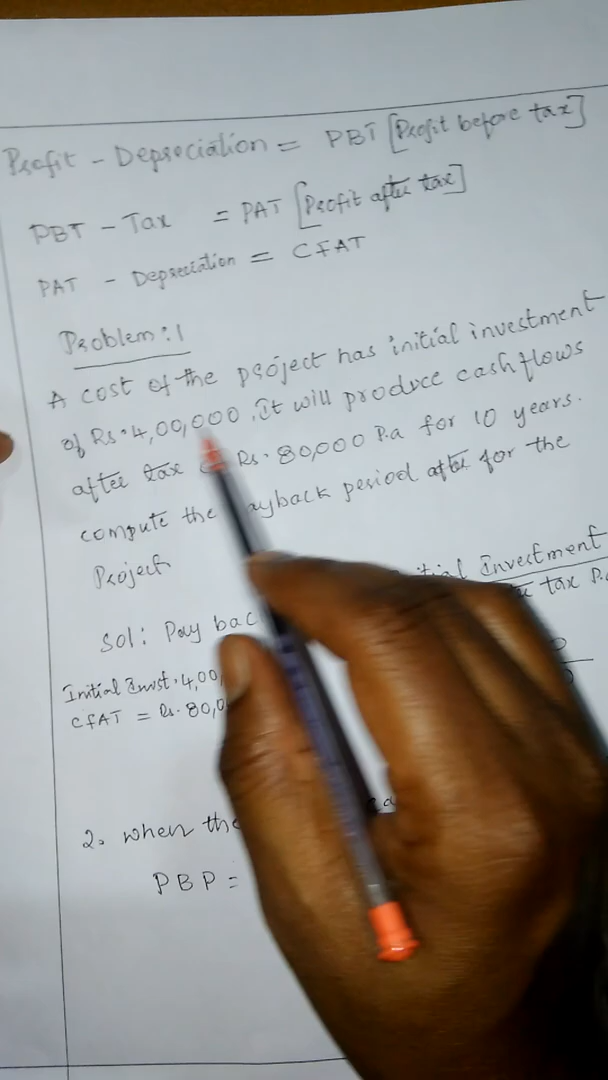 Profit - Depreciation = PBT [Profit before tax]
PBT - Tax = PAT [Profit after tax]
PAT - Depreciation = CFAT
Problem: 1
A cost of the project has initial investment
of Rs. 4,00,000. It will produce cash flows
after tax Rs. 80,000 P.a for 10 years.
compute the payback period after for the
Project
Sol: Pay bac Initial Investment
tax P.
Initial Invst. 4,00,
CFAT = Rs. 80,0
2. When the
PBP =